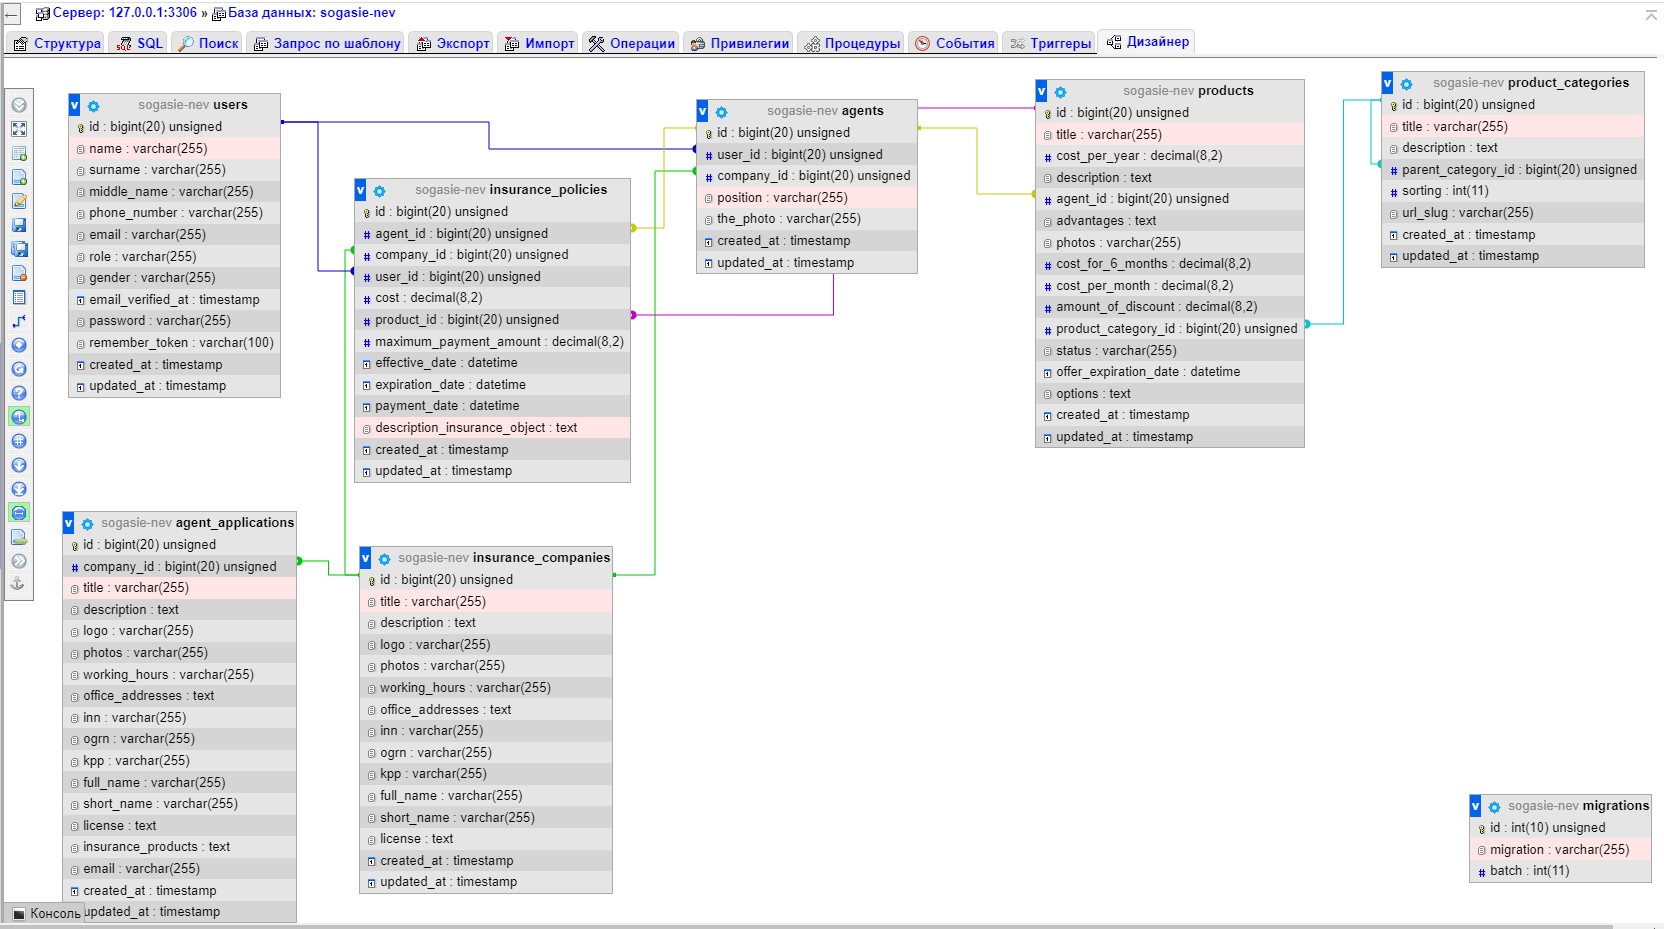 Сервер: 127.0.0.1:3306 » База данных: sogasie-nev
Структура SQL Поиск Запрос по шаблону Экспорт Импорт Операции Привилегии Процедуры События Триггеры Дизайнер
v sogasie-nev users
id : bigint(20) unsigned
name : varchar(255)
surname : varchar(255)
middle_name : varchar(255)
phone_number : varchar(255)
email : varchar(255)
role : varchar(255)
gender : varchar(255)
email_verified_at : timestamp
password : varchar(255)
remember_token : varchar(100)
created_at : timestamp
updated_at : timestamp
v sogasie-nev insurance_policies
id : bigint(20) unsigned
agent_id : bigint(20) unsigned
company_id : bigint(20) unsigned
user_id : bigint(20) unsigned
cost : decimal(8,2)
product_id : bigint(20) unsigned
maximum_payment_amount : decimal(8,2)
effective_date : datetime
expiration_date : datetime
payment_date : datetime
description_insurance_object : text
created_at : timestamp
updated_at : timestamp
v sogasie-nev agents
id : bigint(20) unsigned
user_id : bigint(20) unsigned
company_id : bigint(20) unsigned
position : varchar(255)
the_photo : varchar(255)
created_at : timestamp
updated_at : timestamp
v sogasie-nev products
id : bigint(20) unsigned
title : varchar(255)
cost_per_year : decimal(8,2)
description : text
agent_id : bigint(20) unsigned
advantages : text
photos : varchar(255)
cost_for_6_months : decimal(8,2)
cost_per_month : decimal(8,2)
amount_of_discount : decimal(8,2)
product_category_id : bigint(20) unsigned
status : varchar(255)
offer_expiration_date : datetime
options : text
created_at : timestamp
updated_at : timestamp
v sogasie-nev product_categories
id : bigint(20) unsigned
title : varchar(255)
description : text
parent_category_id : bigint(20) unsigned
sorting : int(11)
url_slug : varchar(255)
created_at : timestamp
updated_at : timestamp
v sogasie-nev agent_applications
id : bigint(20) unsigned
company_id : bigint(20) unsigned
title : varchar(255)
description : text
logo : varchar(255)
photos : varchar(255)
working_hours : varchar(255)
office_addresses : text
inn : varchar(255)
ogrn : varchar(255)
kpp : varchar(255)
full_name : varchar(255)
short_name : varchar(255)
license : text
insurance_products : text
email : varchar(255)
created_at : timestamp
updated_at : timestamp
v sogasie-nev insurance_companies
id : bigint(20) unsigned
title : varchar(255)
description : text
logo : varchar(255)
photos : varchar(255)
working_hours : varchar(255)
office_addresses : text
inn : varchar(255)
ogrn : varchar(255)
kpp : varchar(255)
full_name : varchar(255)
short_name : varchar(255)
license : text
created_at : timestamp
updated_at : timestamp
v sogasie-nev migrations
id : int(10) unsigned
migration : varchar(255)
batch : int(11)
Консоль